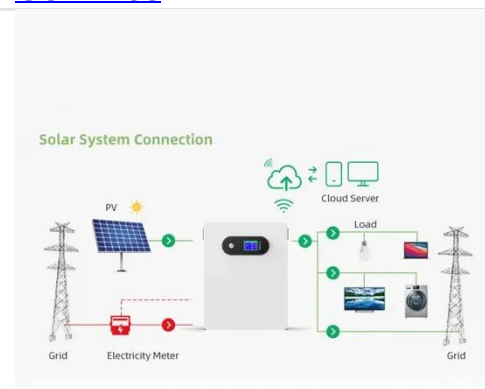 Solar System Connection
Cloud Server
PV
Load
Grid
Electricity Meter
Grid